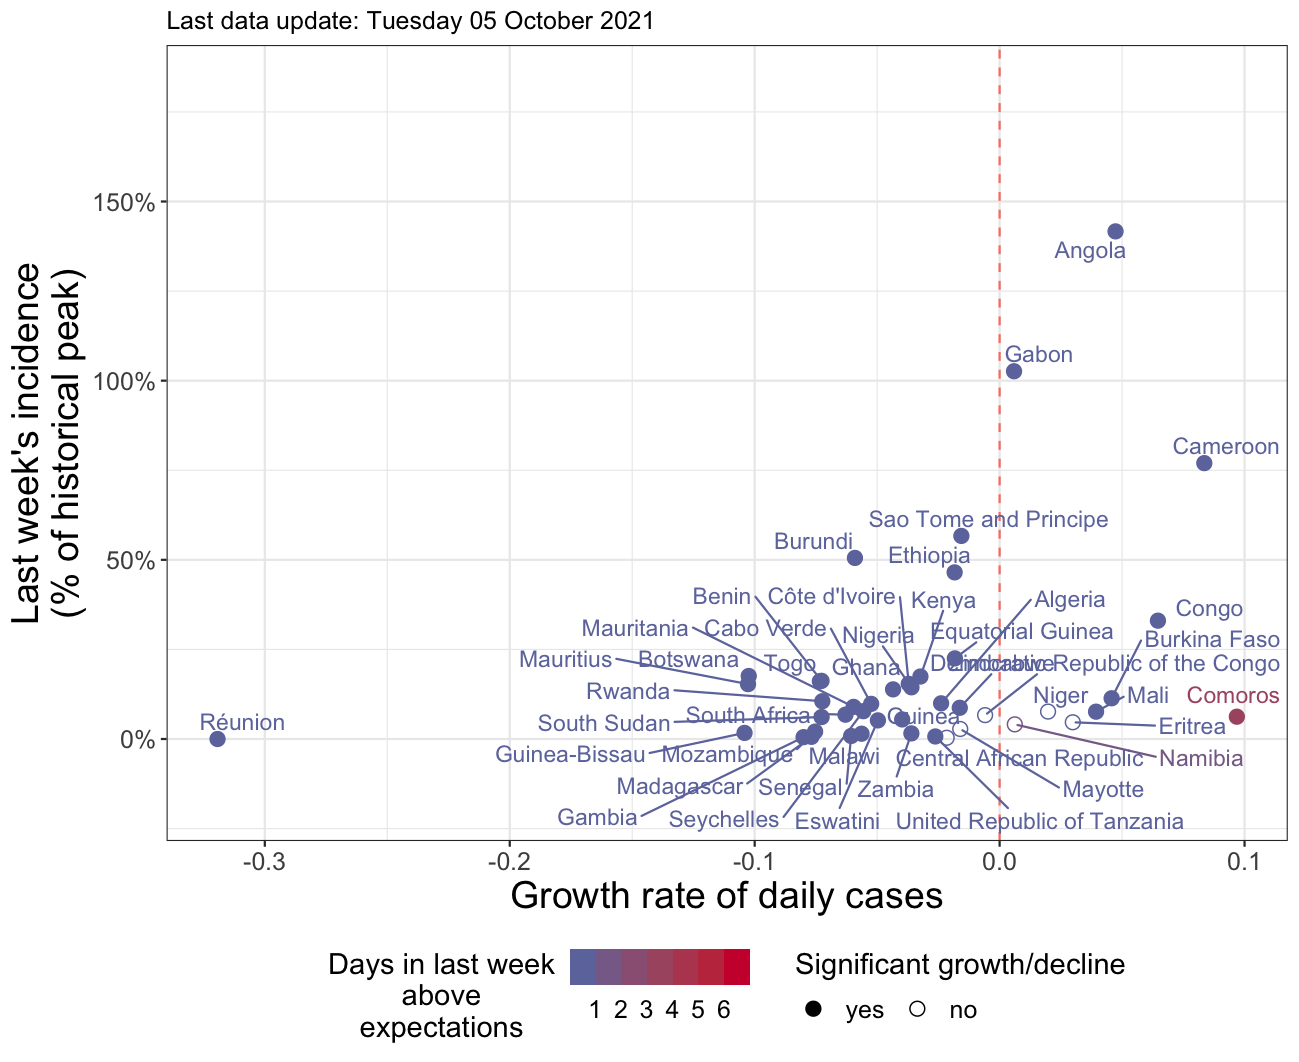 Last data update: Tuesday 05 October 2021
Last week's incidence
(% of historical peak)
150%
100%
50%
0%
Angola
Gabon
Cameroon
Sao Tome and Principe
Burundi
Ethiopia
Benin
Côte d'Ivoire
Kenya
Algeria
Congo
Mauritania
Cabo Verde
Nigeria
Equatorial Guinea
Burkina Faso
Mauritius
Botswana
Togo
Ghana
Zimbabwe
Democratic Republic of the Congo
Rwanda
Niger
Mali
Comoros
South Sudan
South Africa
Guinea
Eritrea
Réunion
Guinea-Bissau
Mozambique
Malawi
Central African Republic
Namibia
Madagascar
Senegal
Zambia
Mayotte
Gambia
Seychelles
Eswatini
United Republic of Tanzania
-0.3
-0.2
-0.1
0.0
0.1
Growth rate of daily cases
Days in last week
above
expectations
1 2 3 4 5 6
Significant growth/decline
yes
no